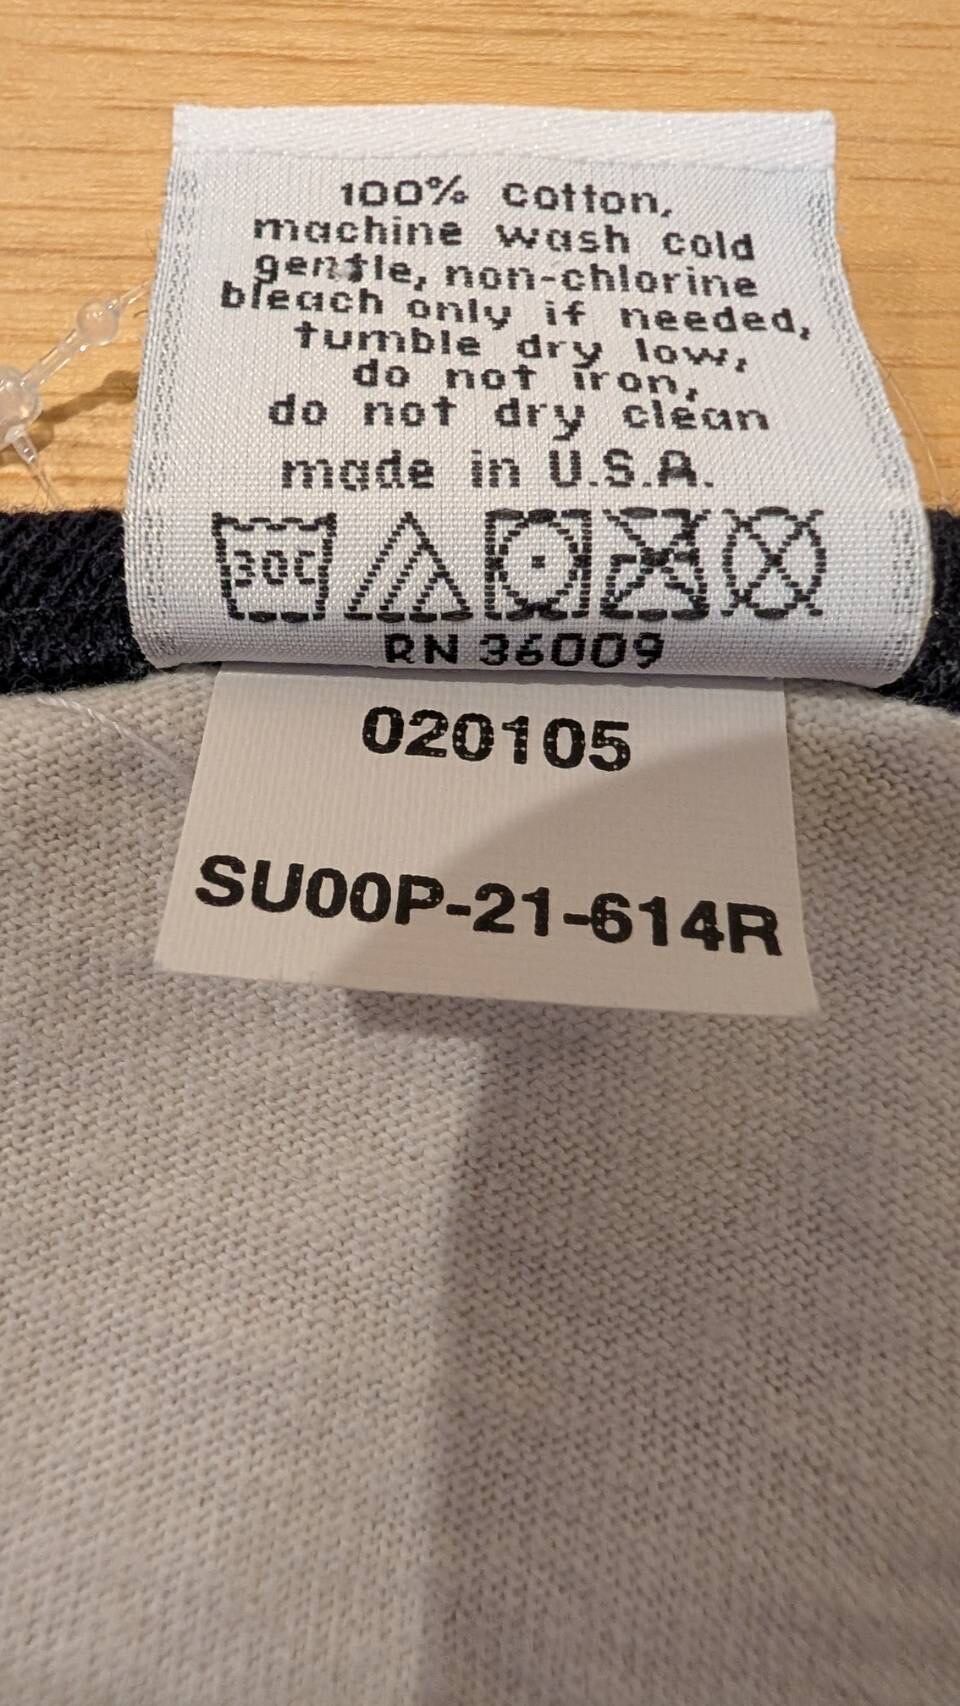 100% cotton,
machine wash cold
gentle, non-chlorine
bleach only if needed,
tumble dry low,
do not iron,
do not dry clean
made in U.S.A.
30C
RN 36009
020105
SU00P-21-614R